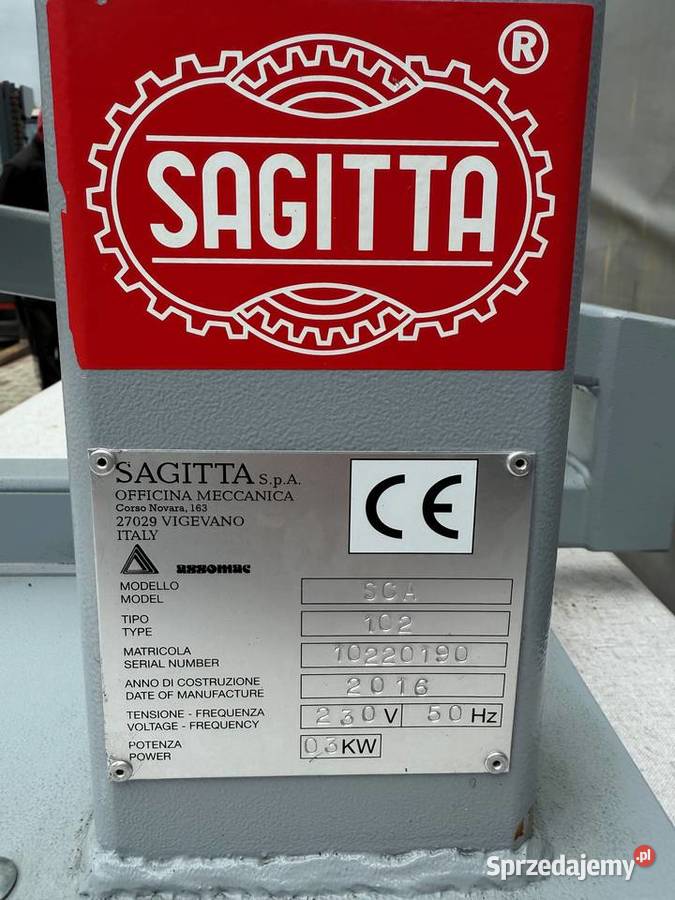 ®
SAGITTA
SAGITTA S.p.A.
OFFICINA MECCANICA
Corso Novara, 163
27029 VIGEVANO
ITALY
CE
assomac
MODELLO
MODEL
SCA
TIPO
TYPE
102
MATRICOLA
SERIAL NUMBER
10220190
ANNO DI COSTRUZIONE
DATE OF MANUFACTURE
2016
TENSIONE - FREQUENZA
VOLTAGE - FREQUENCY
230 V 50 Hz
POTENZA
POWER
03 KW
Sprzedajemy.pl